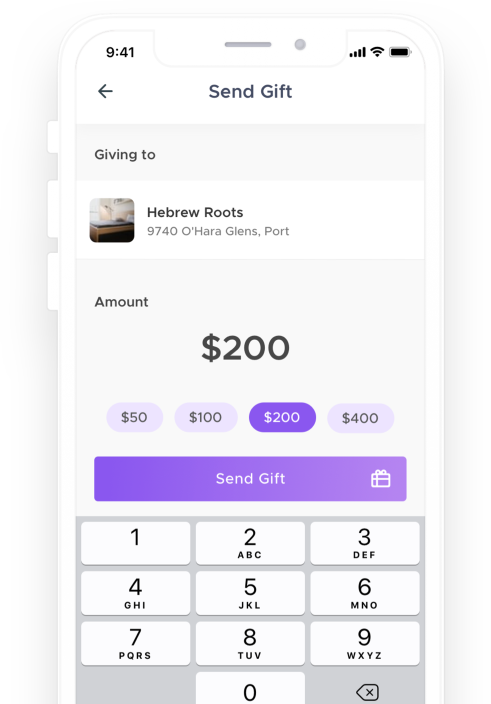 9:41
Send Gift
Giving to
Hebrew Roots
9740 O'Hara Glens, Port
Amount
$200
$50 $100 $200 $400
Send Gift
1 2 3
ABC DEF
4 5 6
GHI JKL MNO
7 8 9
PQRS TUV WXYZ
0